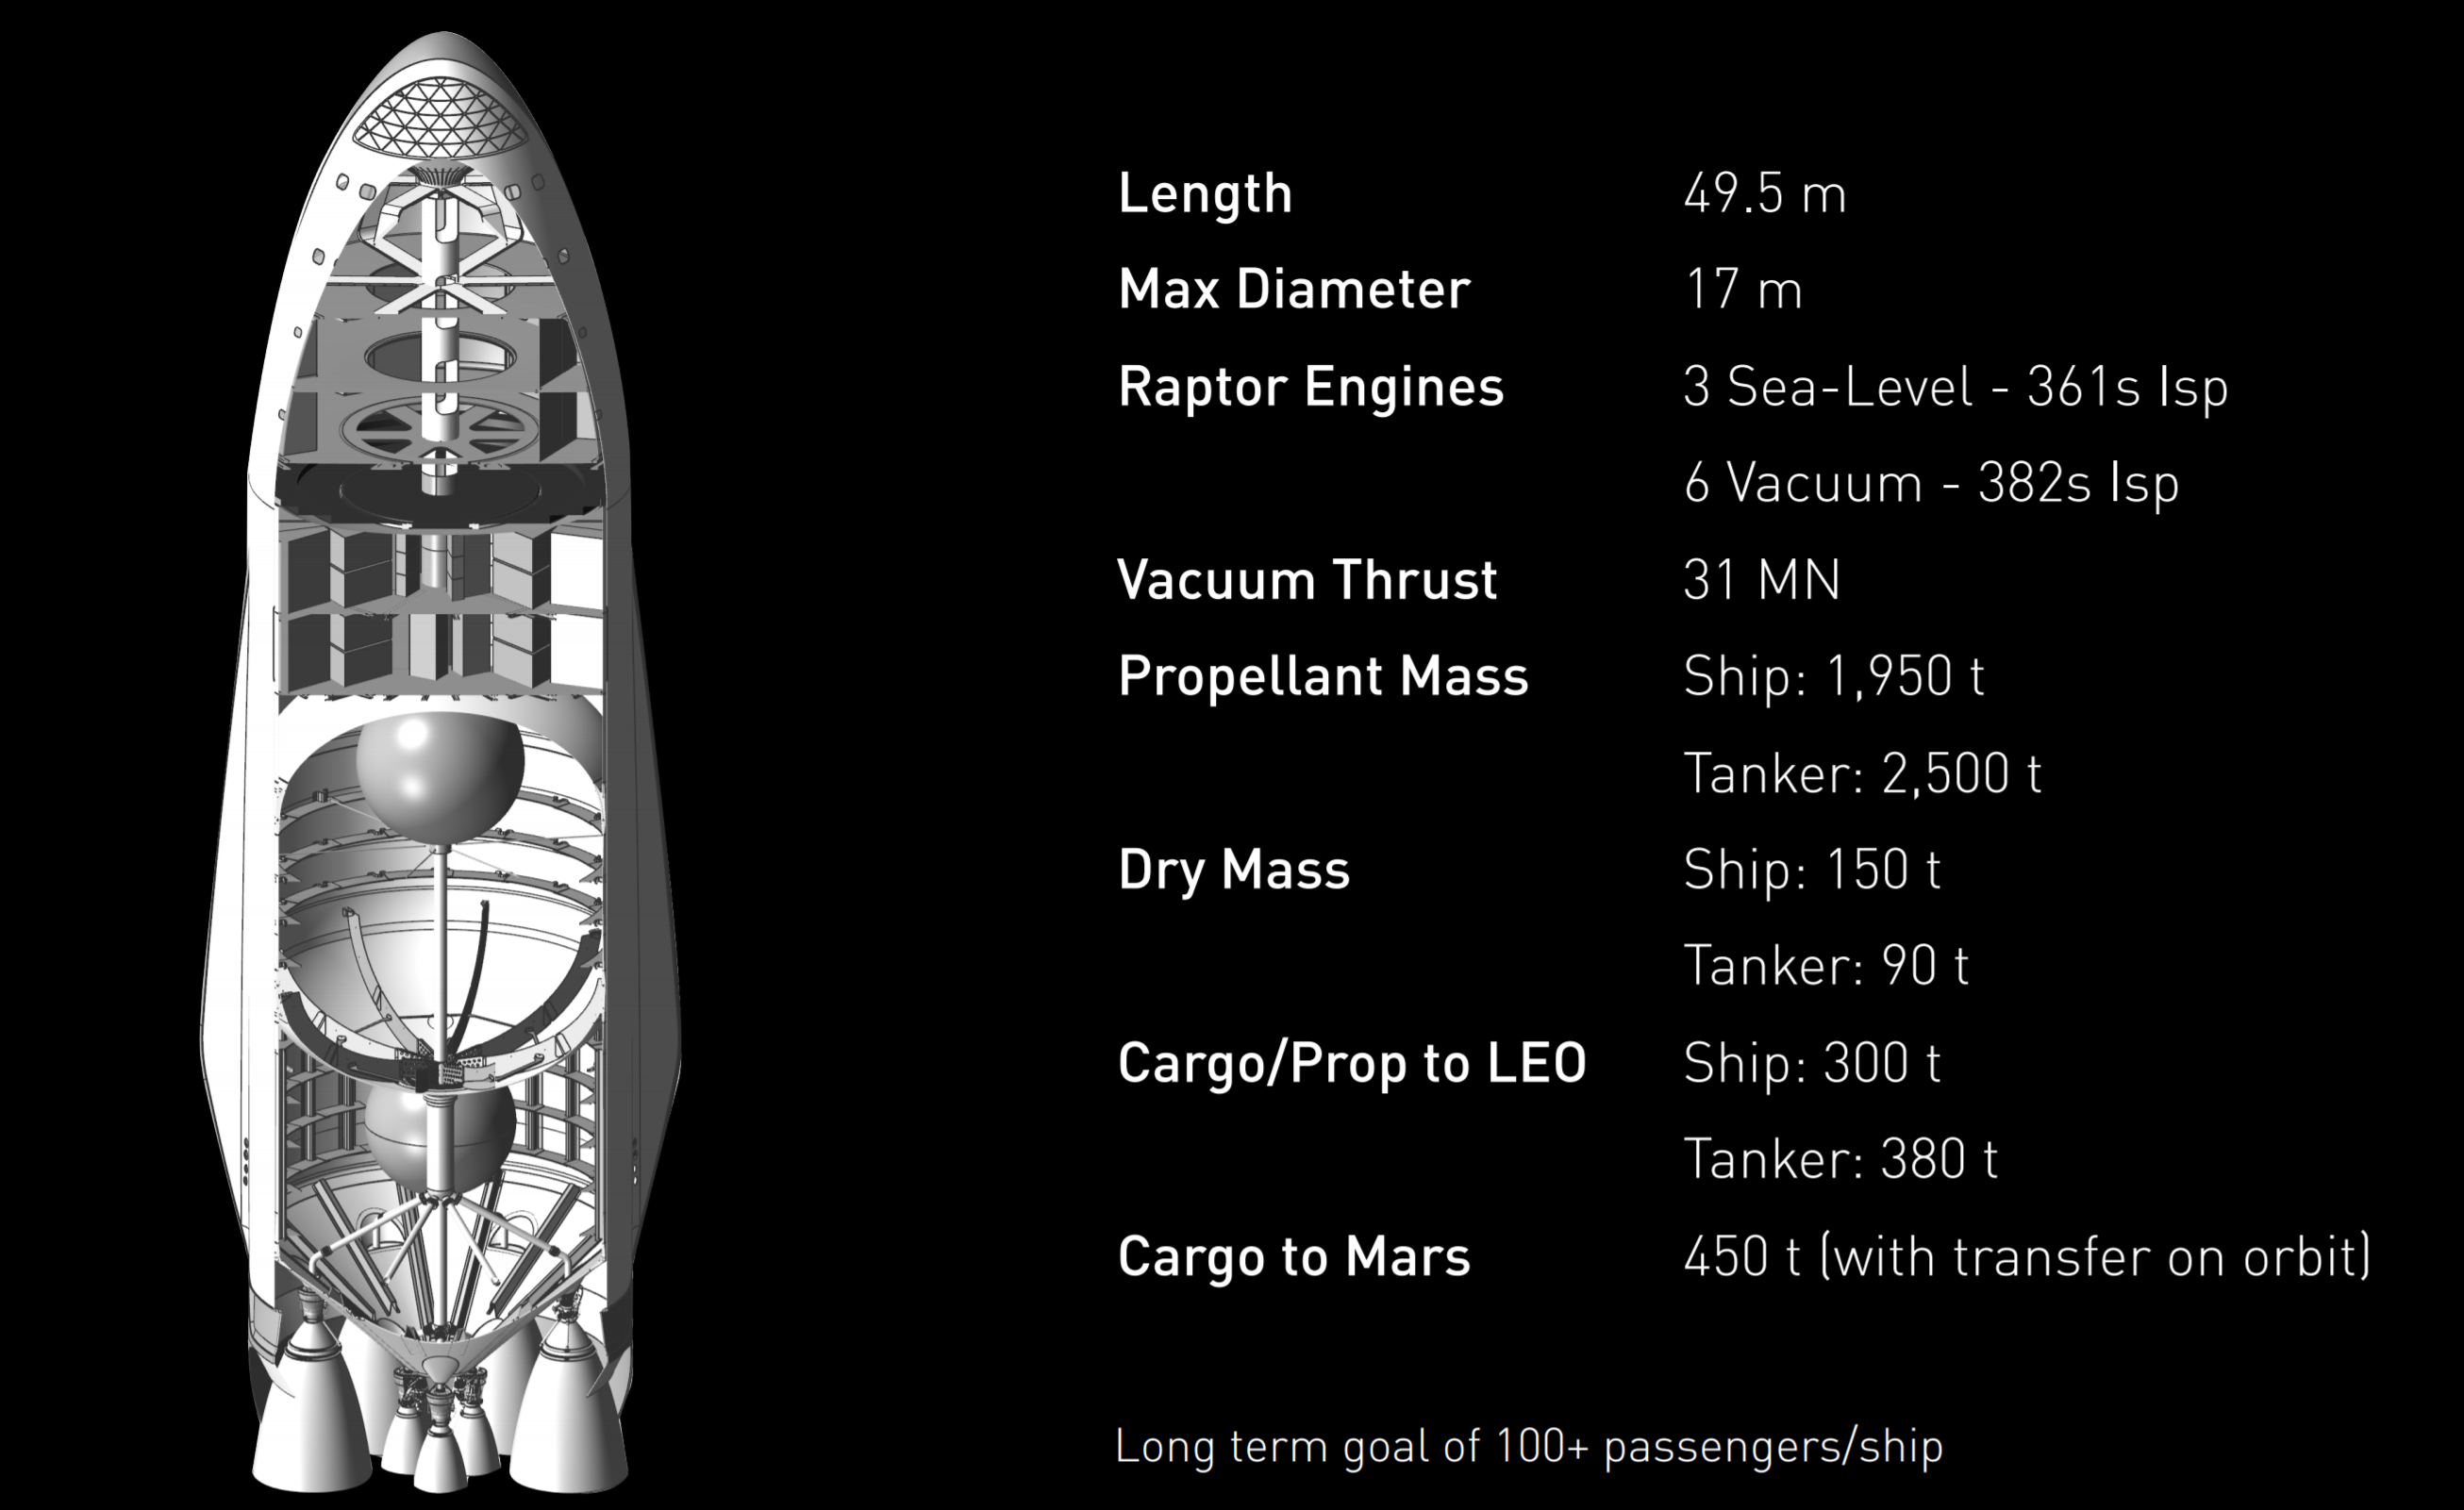 Length 49.5 m
Max Diameter 17 m
Raptor Engines 3 Sea-Level - 361s Isp
6 Vacuum - 382s Isp
Vacuum Thrust 31 MN
Propellant Mass Ship: 1,950 t
Tanker: 2,500 t
Dry Mass Ship: 150 t
Tanker: 90 t
Cargo/Prop to LEO Ship: 300 t
Tanker: 380 t
Cargo to Mars 450 t (with transfer on orbit)
Long term goal of 100+ passengers/ship